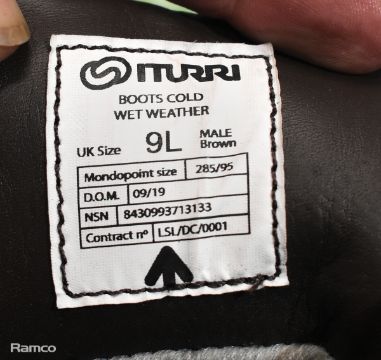 ITURRI
BOOTS COLD
WET WEATHER
UK Size 9L MALE Brown
Mondopoint size 285/95
D.O.M. 09/19
NSN 8430993713133
Contract nº LSL/DC/0001
Ramco